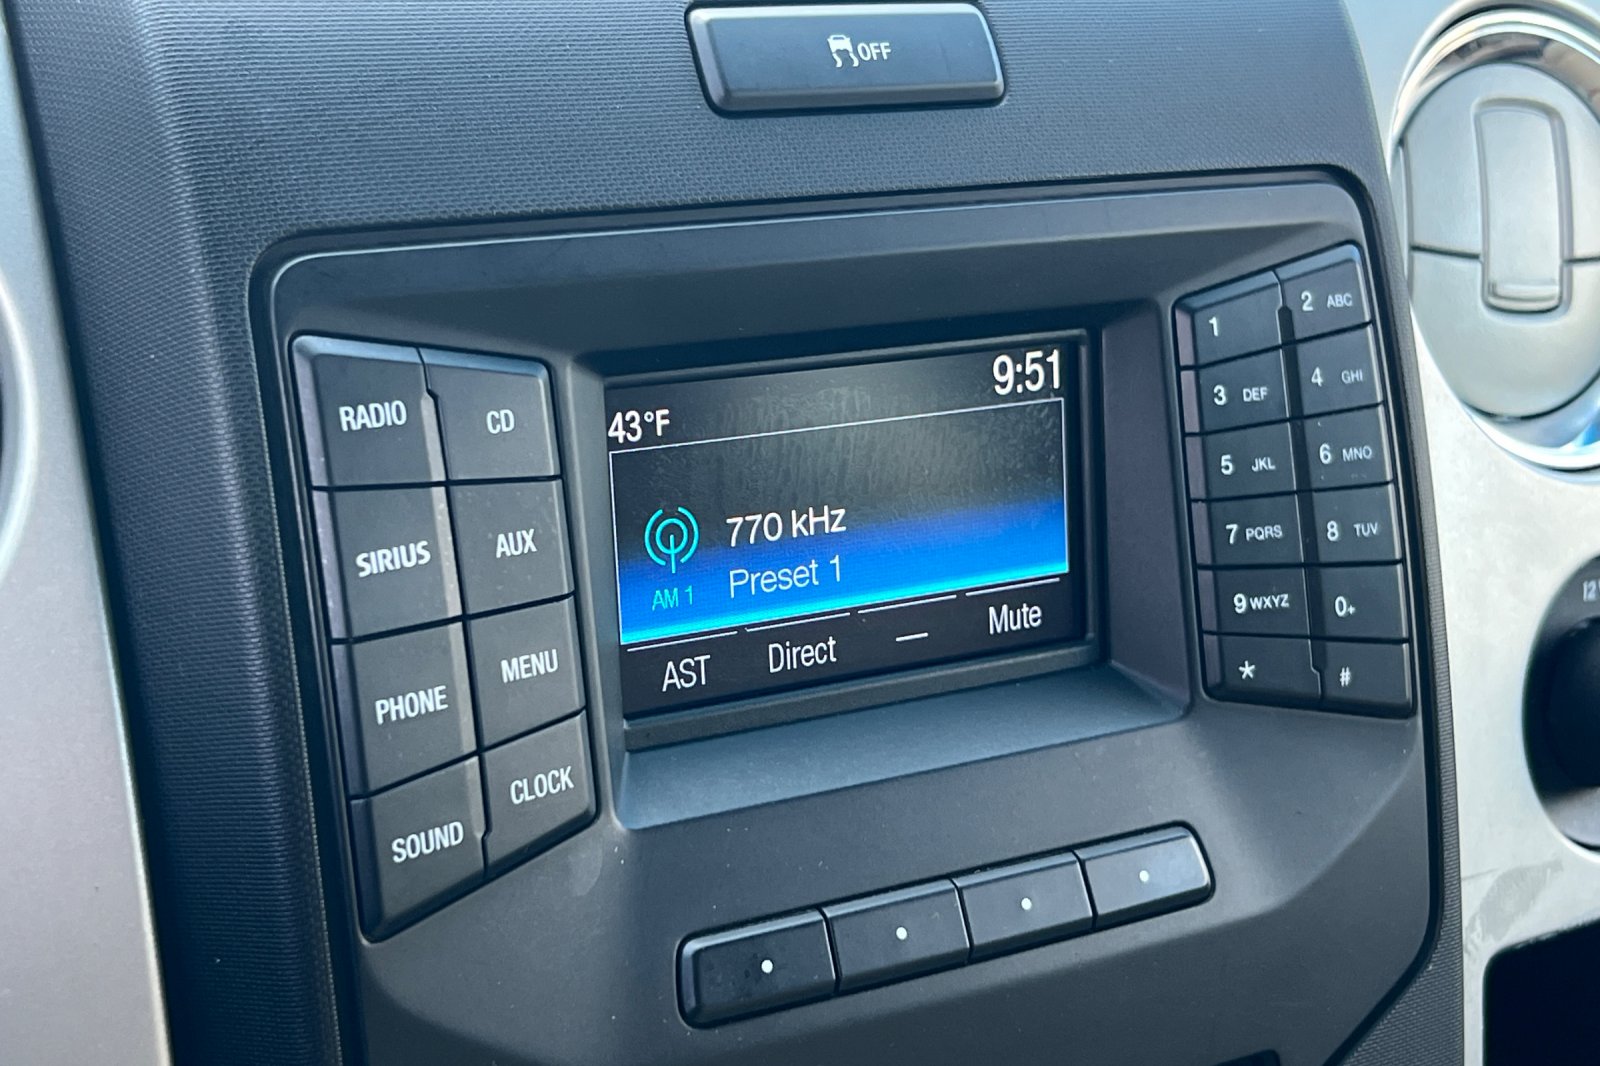 OFF
RADIO
CD
SIRIUS
AUX
PHONE
MENU
SOUND
CLOCK
43°F
9:51
770 kHz
AM 1
Preset 1
AST
Direct
—
Mute
1
2 ABC
3 DEF
4 GHI
5 JKL
6 MNO
7 PQRS
8 TUV
9 WXYZ
0+
*
#